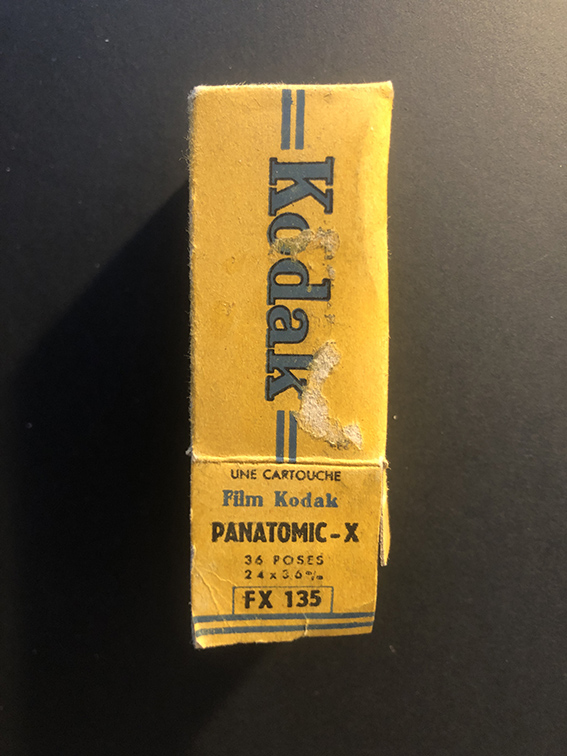 Kodak
UNE CARTOUCHE
Film Kodak
PANATOMIC-X
36 POSES
24x36 m/m
FX 135